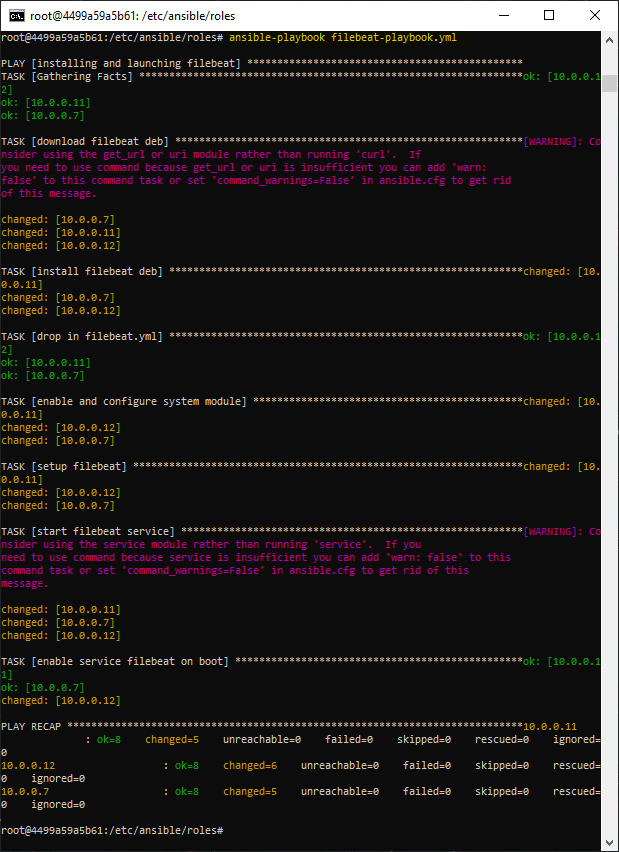 root@4499a59a5b61: /etc/ansible/roles
root@4499a59a5b61:/etc/ansible/roles# ansible-playbook filebeat-playbook.yml
PLAY [installing and launching filebeat] **********************************************
TASK [Gathering Facts] ****************************************************************ok: [10.0.0.1
2]
ok: [10.0.0.11]
ok: [10.0.0.7]
TASK [download filebeat deb] **********************************************************[WARNING]: Co
nsider using the get_url or uri module rather than running 'curl'.  If
you need to use command because get_url or uri is insufficient you can add 'warn:
false' to this command task or set 'command_warnings=False' in ansible.cfg to get rid
of this message.
changed: [10.0.0.7]
changed: [10.0.0.11]
changed: [10.0.0.12]
TASK [install filebeat deb] ***********************************************************changed: [10.
0.0.11]
changed: [10.0.0.7]
changed: [10.0.0.12]
TASK [drop in filebeat.yml] ***********************************************************ok: [10.0.0.1
2]
ok: [10.0.0.11]
ok: [10.0.0.7]
TASK [enable and configure system module] *********************************************changed: [10.
0.0.11]
changed: [10.0.0.12]
changed: [10.0.0.7]
TASK [setup filebeat] *****************************************************************changed: [10.
0.0.11]
changed: [10.0.0.12]
changed: [10.0.0.7]
TASK [start filebeat service] *********************************************************[WARNING]: Co
nsider using the service module rather than running 'service'.  If you
need to use command because service is insufficient you can add 'warn: false' to this
command task or set 'command_warnings=False' in ansible.cfg to get rid of this
message.
changed: [10.0.0.11]
changed: [10.0.0.7]
changed: [10.0.0.12]
TASK [enable service filebeat on boot] ************************************************ok: [10.0.0.1
1]
ok: [10.0.0.7]
changed: [10.0.0.12]
PLAY RECAP ****************************************************************************10.0.0.11
: ok=8    changed=5    unreachable=0    failed=0    skipped=0    rescued=0    ignored=
0
10.0.0.12                  : ok=8    changed=6    unreachable=0    failed=0    skipped=0    rescued=
0    ignored=0
10.0.0.7                   : ok=8    changed=5    unreachable=0    failed=0    skipped=0    rescued=
0    ignored=0
root@4499a59a5b61:/etc/ansible/roles#